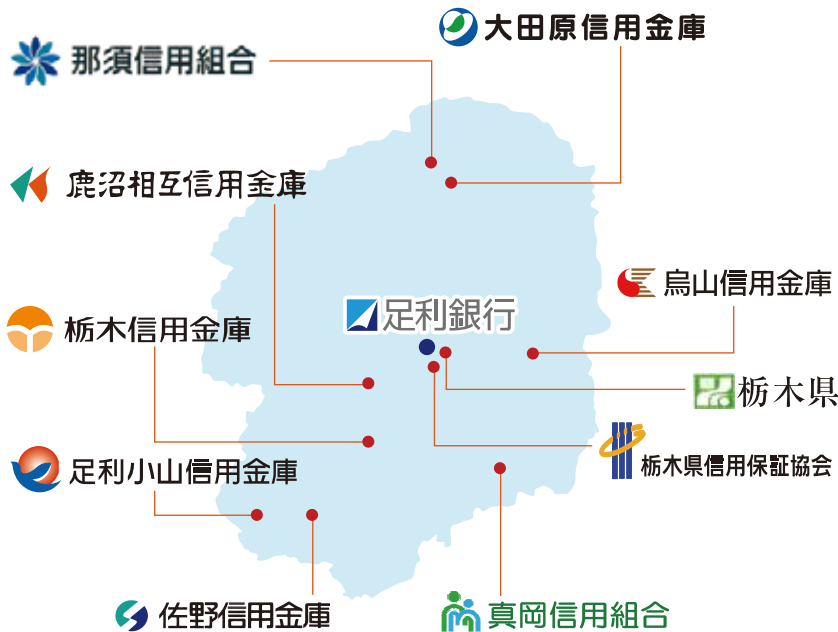 大田原信用金庫
那須信用組合
鹿沼相互信用金庫
烏山信用金庫
足利銀行
栃木信用金庫
栃木県
栃木県信用保証協会
足利小山信用金庫
佐野信用金庫
真岡信用組合